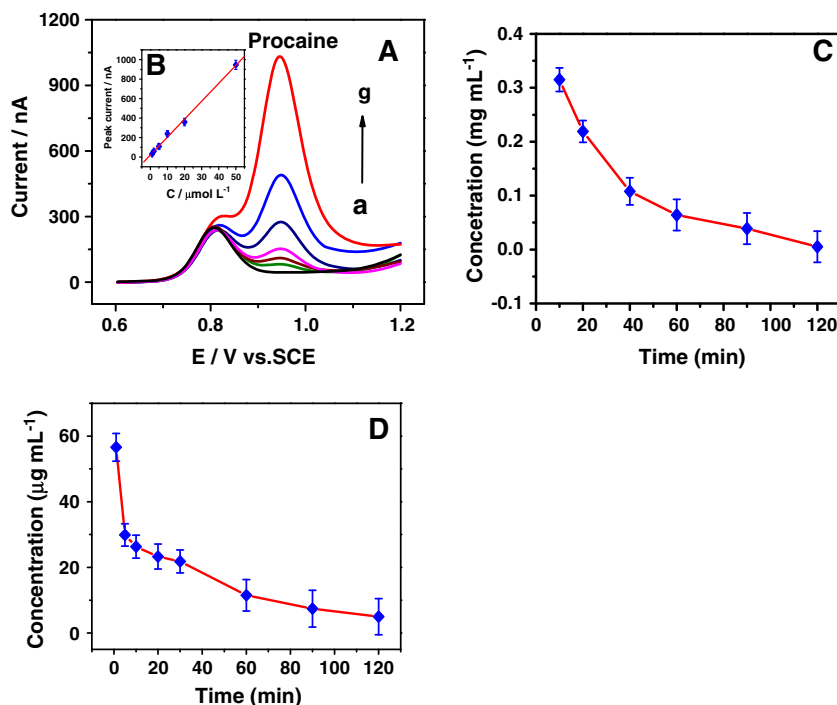 A
Procaine
g
a
Current / nA
1200
900
600
300
0
0.6 0.8 1.0 1.2
E / V vs.SCE
B
Peak current / nA
1000
800
600
400
200
0
0 10 20 30 40 50
C / μmol L⁻¹
C
Concetration (mg mL⁻¹)
0.4
0.3
0.2
0.1
0.0
-0.1
0 20 40 60 80 100 120
Time (min)
D
Concentration (μg mL⁻¹)
60
40
20
0
0 20 40 60 80 100 120
Time (min)